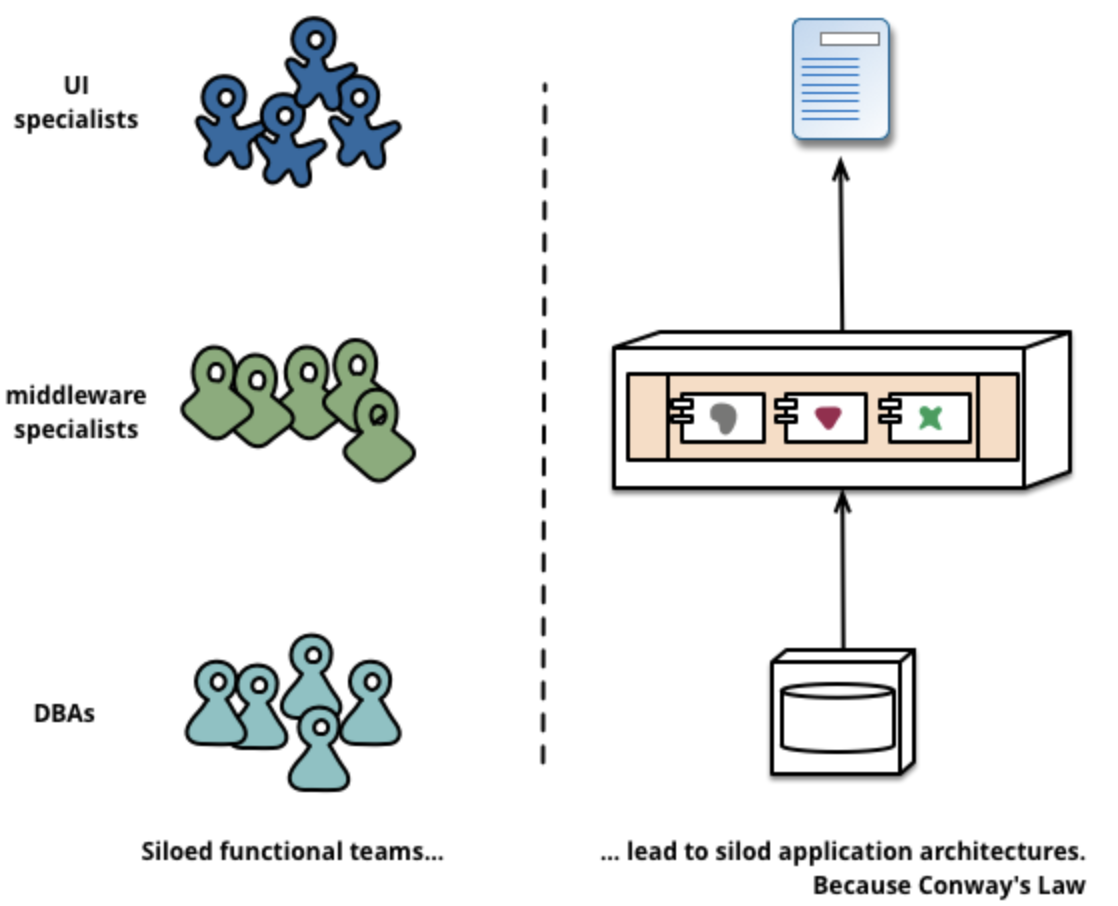 UI
specialists
middleware
specialists
DBAs
Siloed functional teams...
... lead to silod application architectures.
Because Conway's Law